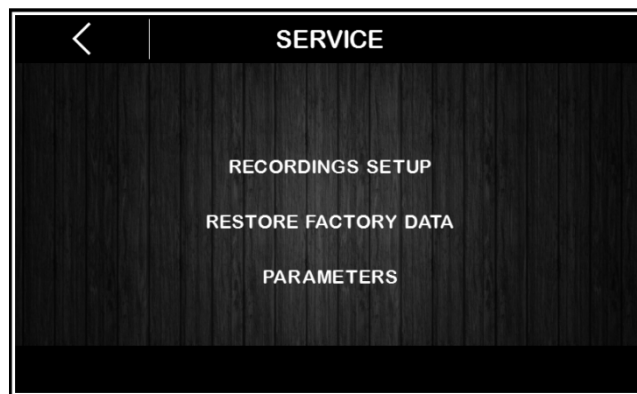 SERVICE
RECORDINGS SETUP
RESTORE FACTORY DATA
PARAMETERS